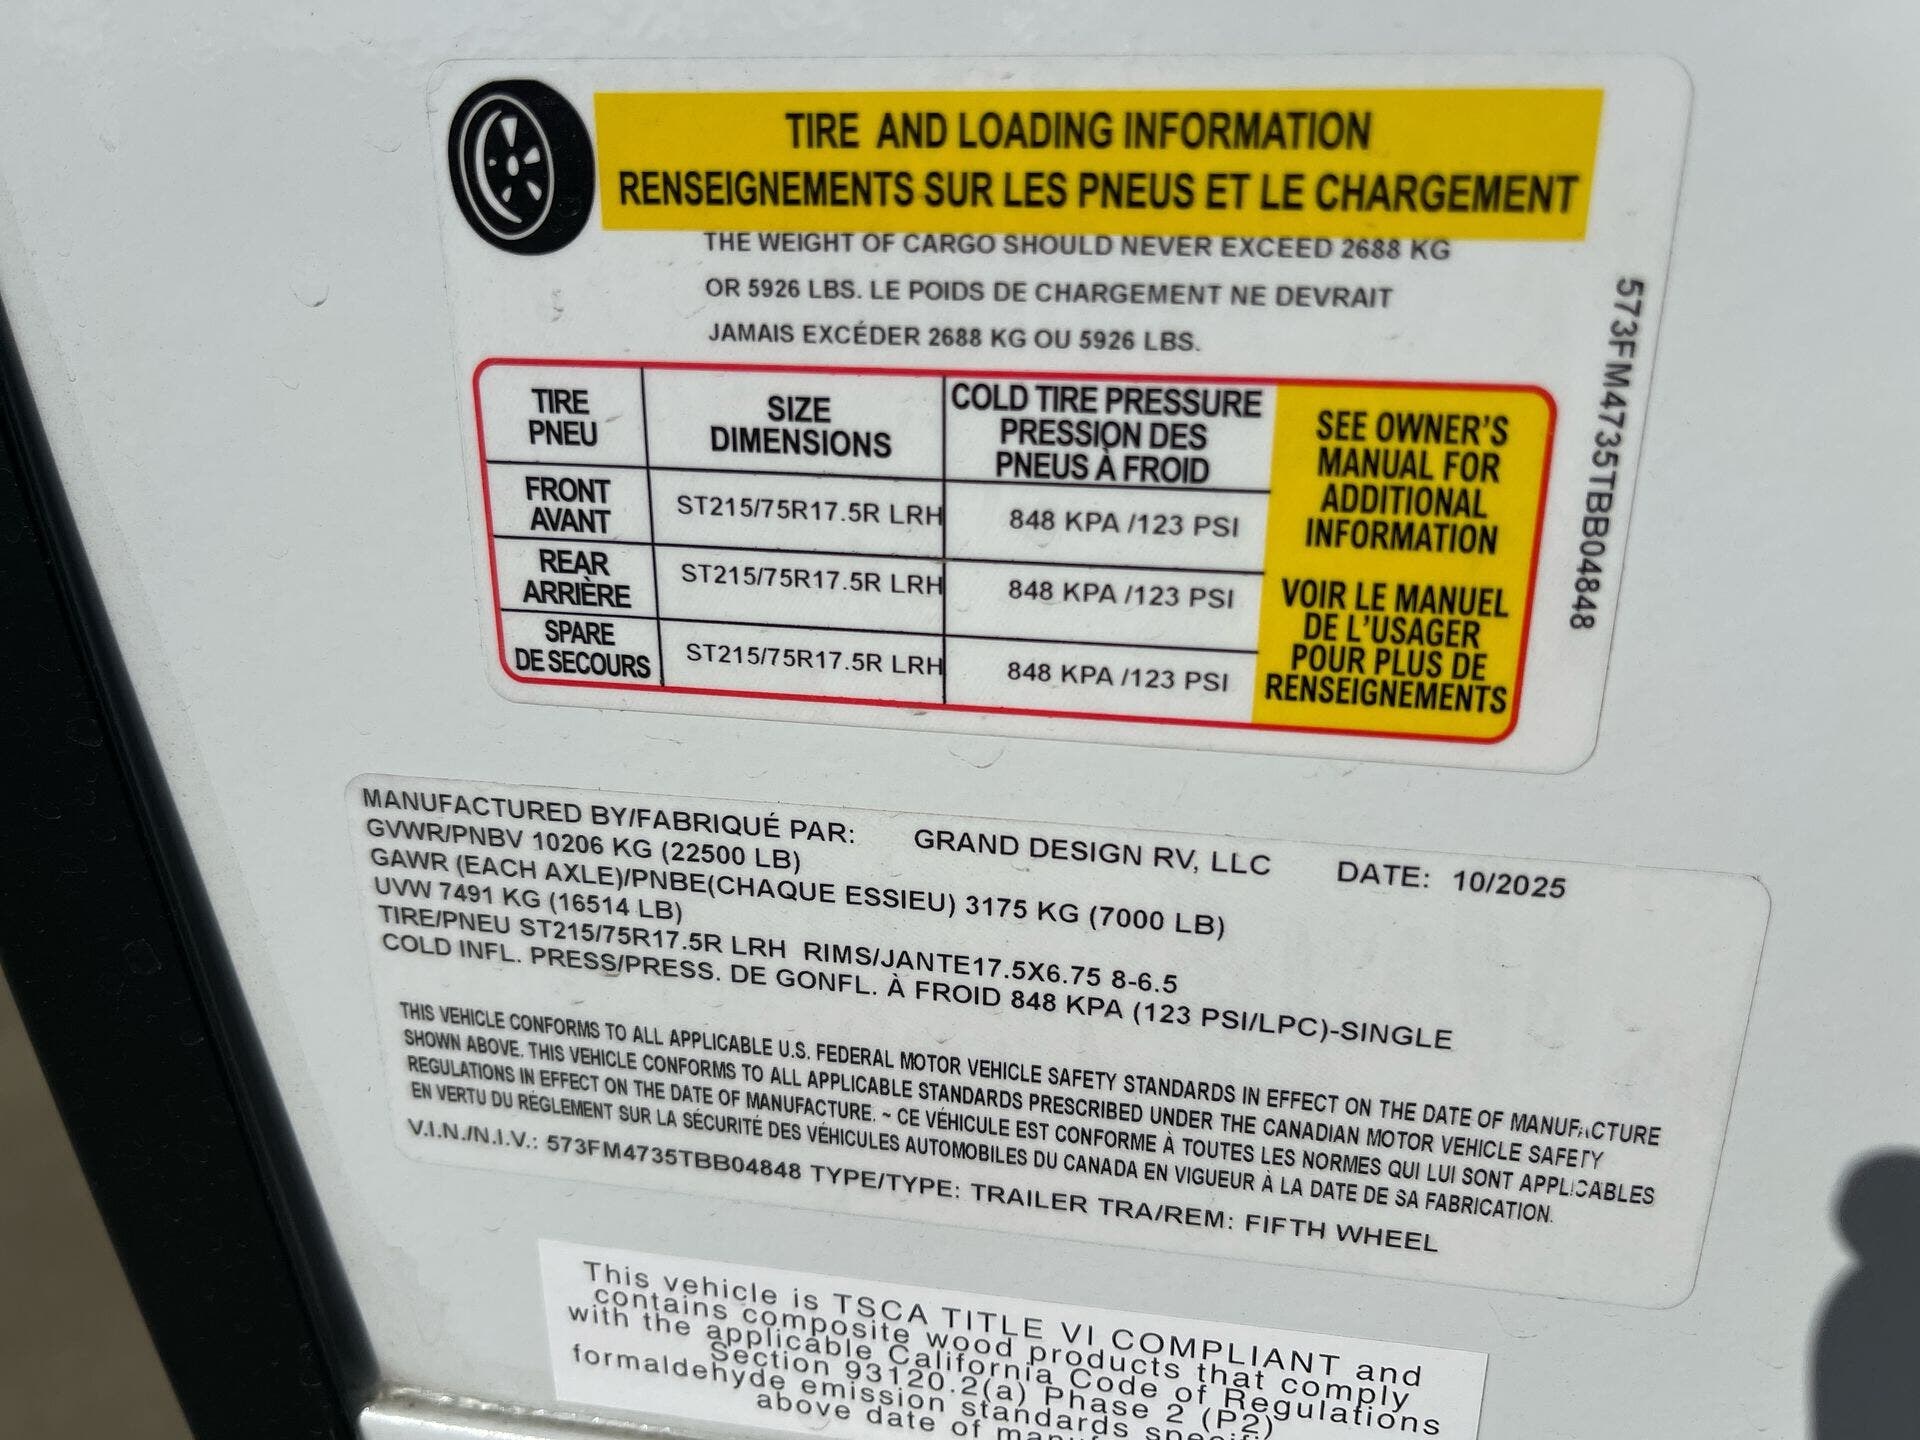 TIRE AND LOADING INFORMATION
RENSEIGNEMENTS SUR LES PNEUS ET LE CHARGEMENT
THE WEIGHT OF CARGO SHOULD NEVER EXCEED 2688 KG
OR 5926 LBS. LE POIDS DE CHARGEMENT NE DEVRAIT
JAMAIS EXCÉDER 2688 KG OU 5926 LBS.
TIRE
PNEU
SIZE
DIMENSIONS
COLD TIRE PRESSURE
PRESSION DES
PNEUS À FROID
FRONT
AVANT
ST215/75R17.5R LRH
848 KPA /123 PSI
REAR
ARRIÈRE
ST215/75R17.5R LRH
848 KPA /123 PSI
SPARE
DE SECOURS
ST215/75R17.5R LRH
848 KPA /123 PSI
SEE OWNER'S
MANUAL FOR
ADDITIONAL
INFORMATION
VOIR LE MANUEL
DE L'USAGER
POUR PLUS DE
RENSEIGNEMENTS
573FM4735TBB04848
MANUFACTURED BY/FABRIQUÉ PAR: GRAND DESIGN RV, LLC DATE: 10/2025
GVWR/PNBV 10206 KG (22500 LB)
GAWR (EACH AXLE)/PNBE(CHAQUE ESSIEU) 3175 KG (7000 LB)
UVW 7491 KG (16514 LB)
TIRE/PNEU ST215/75R17.5R LRH RIMS/JANTE17.5X6.75 8-6.5
COLD INFL. PRESS/PRESS. DE GONFL. À FROID 848 KPA (123 PSI/LPC)-SINGLE
THIS VEHICLE CONFORMS TO ALL APPLICABLE U.S. FEDERAL MOTOR VEHICLE SAFETY STANDARDS IN EFFECT ON THE DATE OF MANUFACTURE
SHOWN ABOVE. THIS VEHICLE CONFORMS TO ALL APPLICABLE STANDARDS PRESCRIBED UNDER THE CANADIAN MOTOR VEHICLE SAFETY
REGULATIONS IN EFFECT ON THE DATE OF MANUFACTURE. ~ CE VÉHICULE EST CONFORME À TOUTES LES NORMES QUI LUI SONT APPLICABLES
EN VERTU DU RÉGLEMENT SUR LA SÉCURITÉ DES VÉHICULES AUTOMOBILES DU CANADA EN VIGUEUR À LA DATE DE SA FABRICATION.
V.I.N./N.I.V.: 573FM4735TBB04848 TYPE/TYPE: TRAILER TRA/REM: FIFTH WHEEL
This vehicle is TSCA TITLE VI COMPLIANT and
contains composite wood products that comply
with the applicable California Code of Regulations
Section 93120.2(a) Phase 2 (P2)
formaldehyde emission standards
above date of